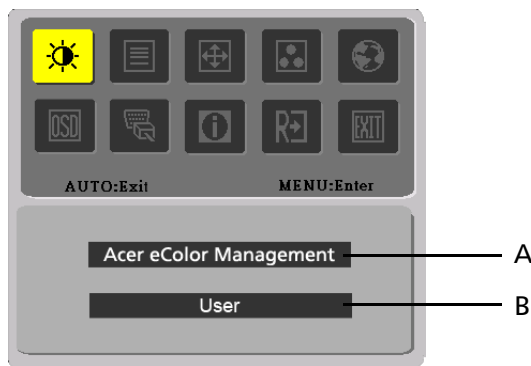 OSD i R EXIT
AUTO:Exit MENU:Enter
Acer eColor Management A
User B